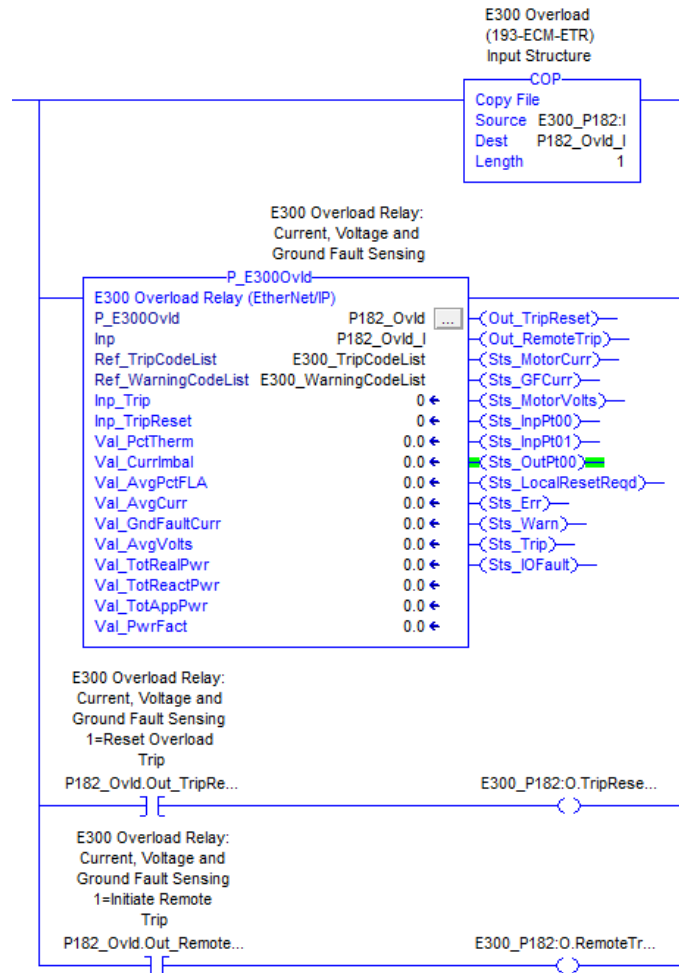 E300 Overload
(193-ECM-ETR)
Input Structure
COP
Copy File
Source E300_P182:I
Dest P182_Ovld_I
Length 1
E300 Overload Relay:
Current, Voltage and
Ground Fault Sensing
P_E300Ovld
E300 Overload Relay (EtherNet/IP)
P_E300Ovld P182_Ovld ... (Out_TripReset)
Inp P182_Ovld_I (Out_RemoteTrip)
Ref_TripCodeList E300_TripCodeList (Sts_MotorCurr)
Ref_WarningCodeList E300_WarningCodeList (Sts_GFCurr)
Inp_Trip 0 (Sts_MotorVolts)
Inp_TripReset 0 (Sts_InpPt00)
Val_PctTherm 0.0 (Sts_InpPt01)
Val_CurrImbal 0.0 (Sts_OutPt00)
Val_AvgPctFLA 0.0 (Sts_LocalResetReqd)
Val_AvgCurr 0.0 (Sts_Err)
Val_GndFaultCurr 0.0 (Sts_Warn)
Val_AvgVolts 0.0 (Sts_Trip)
Val_TotRealPwr 0.0 (Sts_IOFault)
Val_TotReactPwr 0.0
Val_TotAppPwr 0.0
Val_PwrFact 0.0
E300 Overload Relay:
Current, Voltage and
Ground Fault Sensing
1=Reset Overload
Trip
P182_Ovld.Out_TripRe... E300_P182:O.TripRese...
E300 Overload Relay:
Current, Voltage and
Ground Fault Sensing
1=Initiate Remote
Trip
P182_Ovld.Out_Remote... E300_P182:O.RemoteTr...